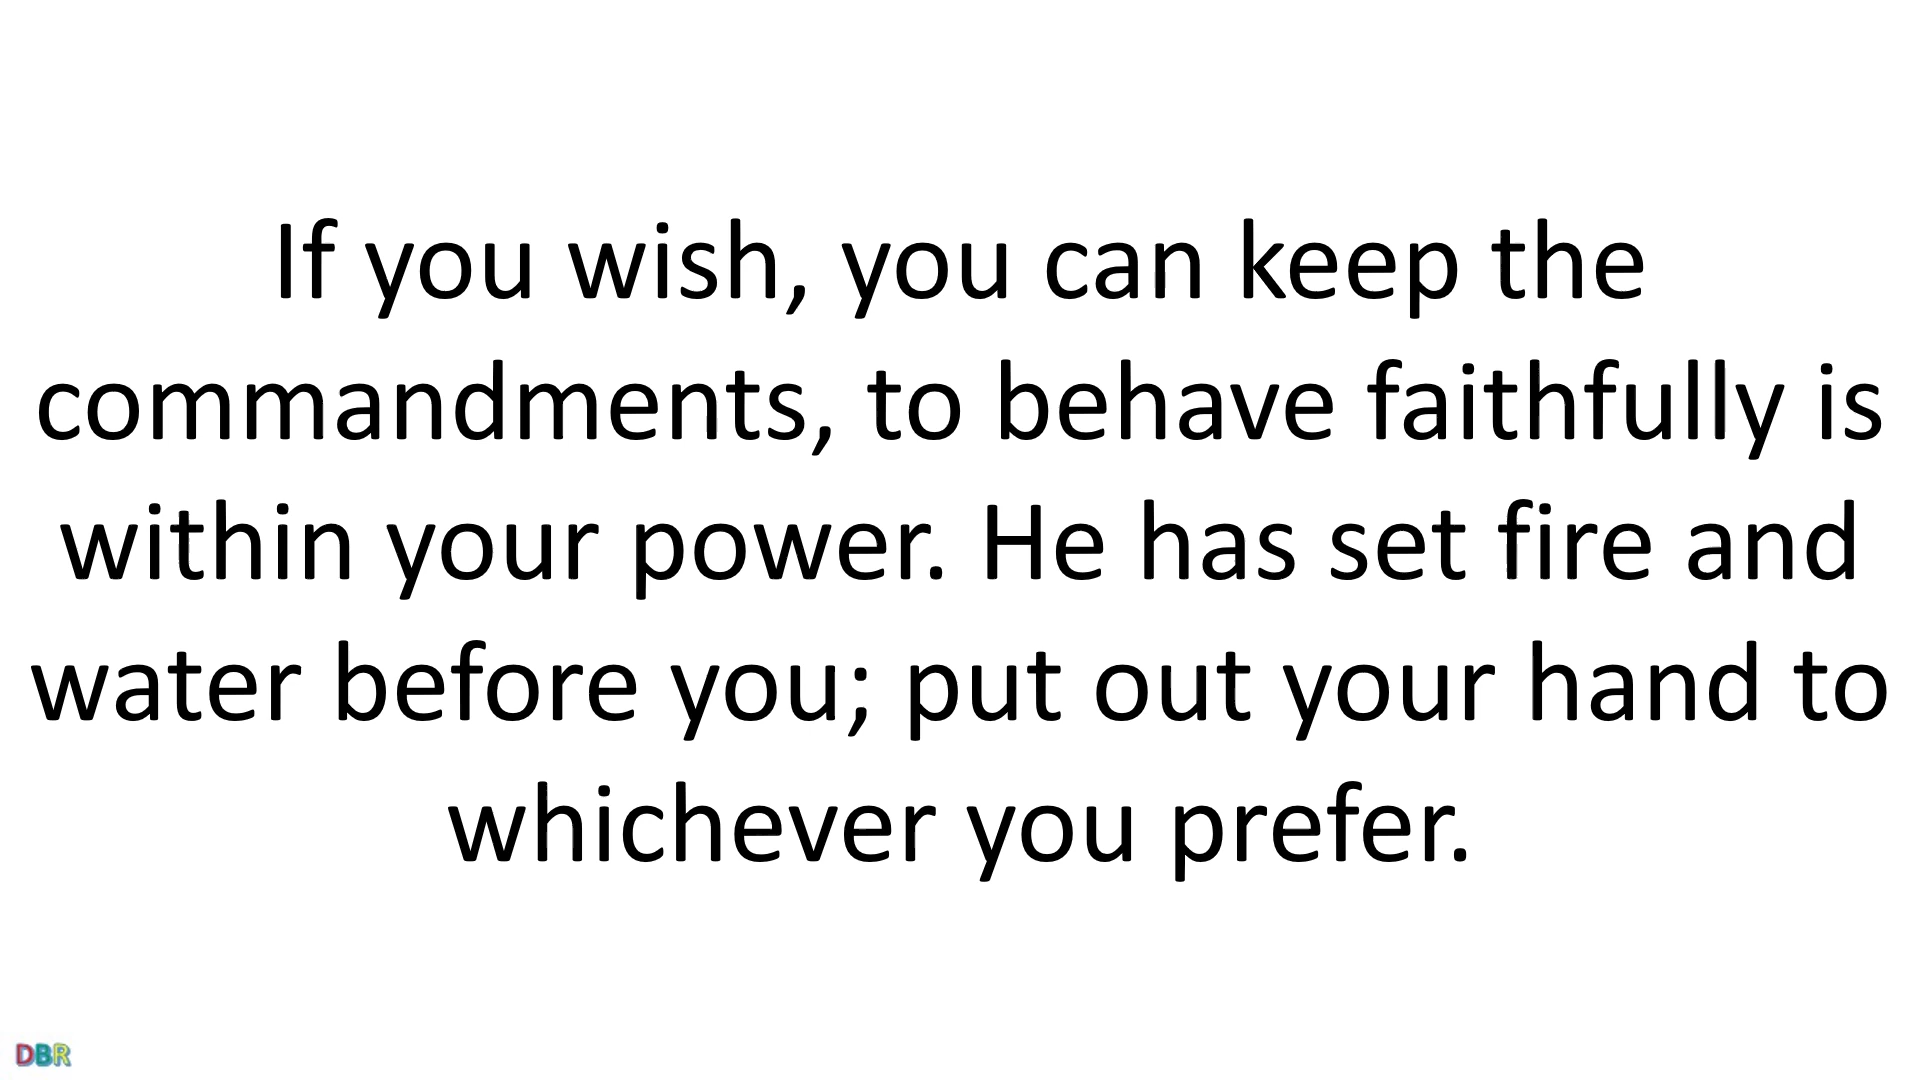 If you wish, you can keep the
commandments, to behave faithfully is
within your power. He has set fire and
water before you; put out your hand to
whichever you prefer.
DBR